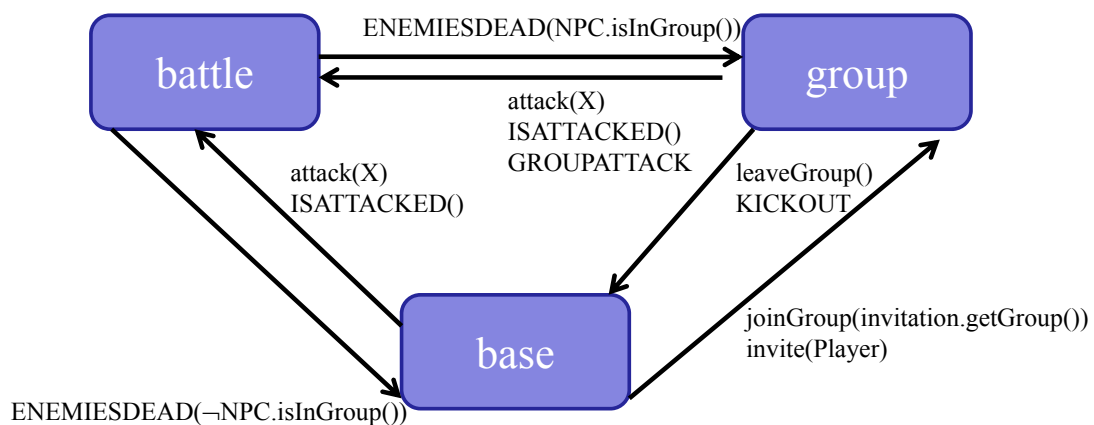 ENEMIESDEAD(NPC.isInGroup())
battle
group
attack(X)
ISATTACKED()
GROUPATTACK
attack(X)
ISATTACKED()
leaveGroup()
KICKOUT
joinGroup(invitation.getGroup())
invite(Player)
base
ENEMIESDEAD(¬NPC.isInGroup())